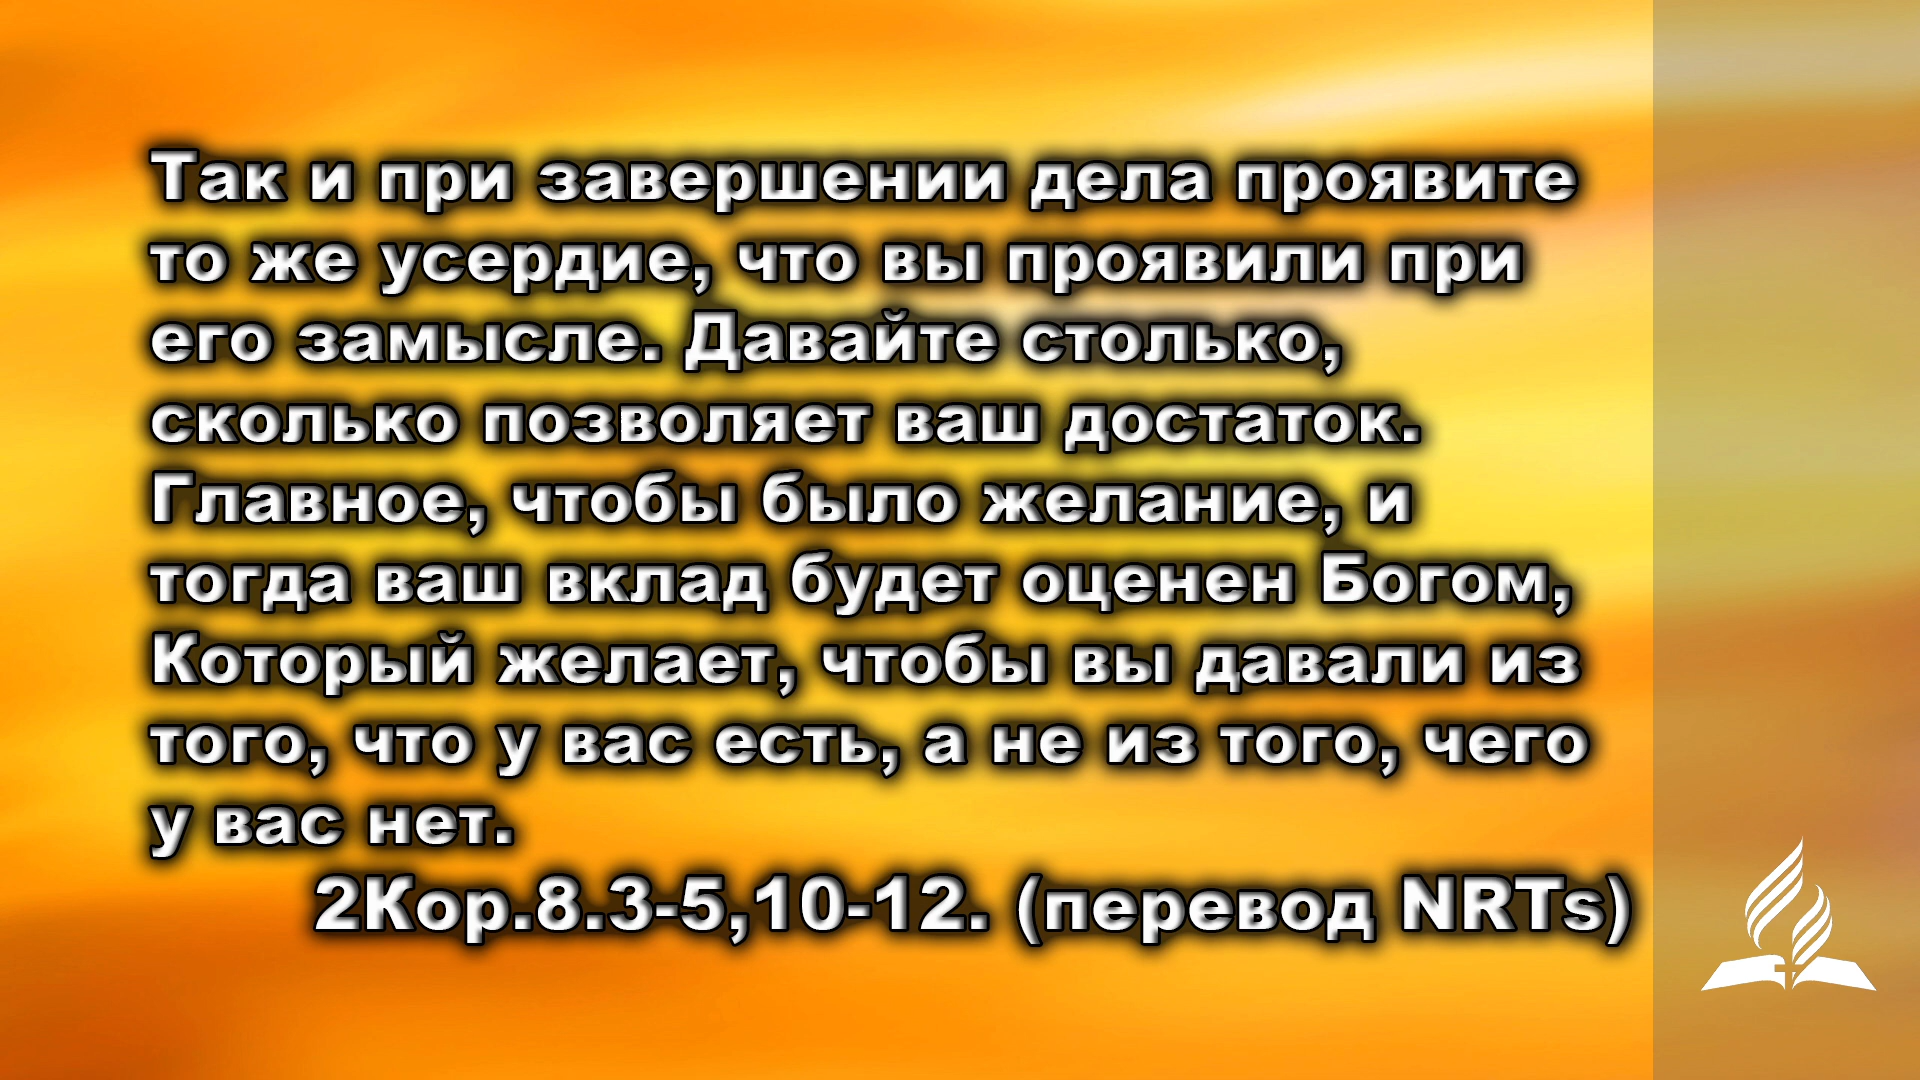 Так и при завершении дела проявите
то же усердие, что вы проявили при
его замысле. Давайте столько,
сколько позволяет ваш достаток.
Главное, чтобы было желание, и
тогда ваш вклад будет оценен Богом,
Который желает, чтобы вы давали из
того, что у вас есть, а не из того, чего
у вас нет.
2Кор.8.3-5,10-12. (перевод NRTs)